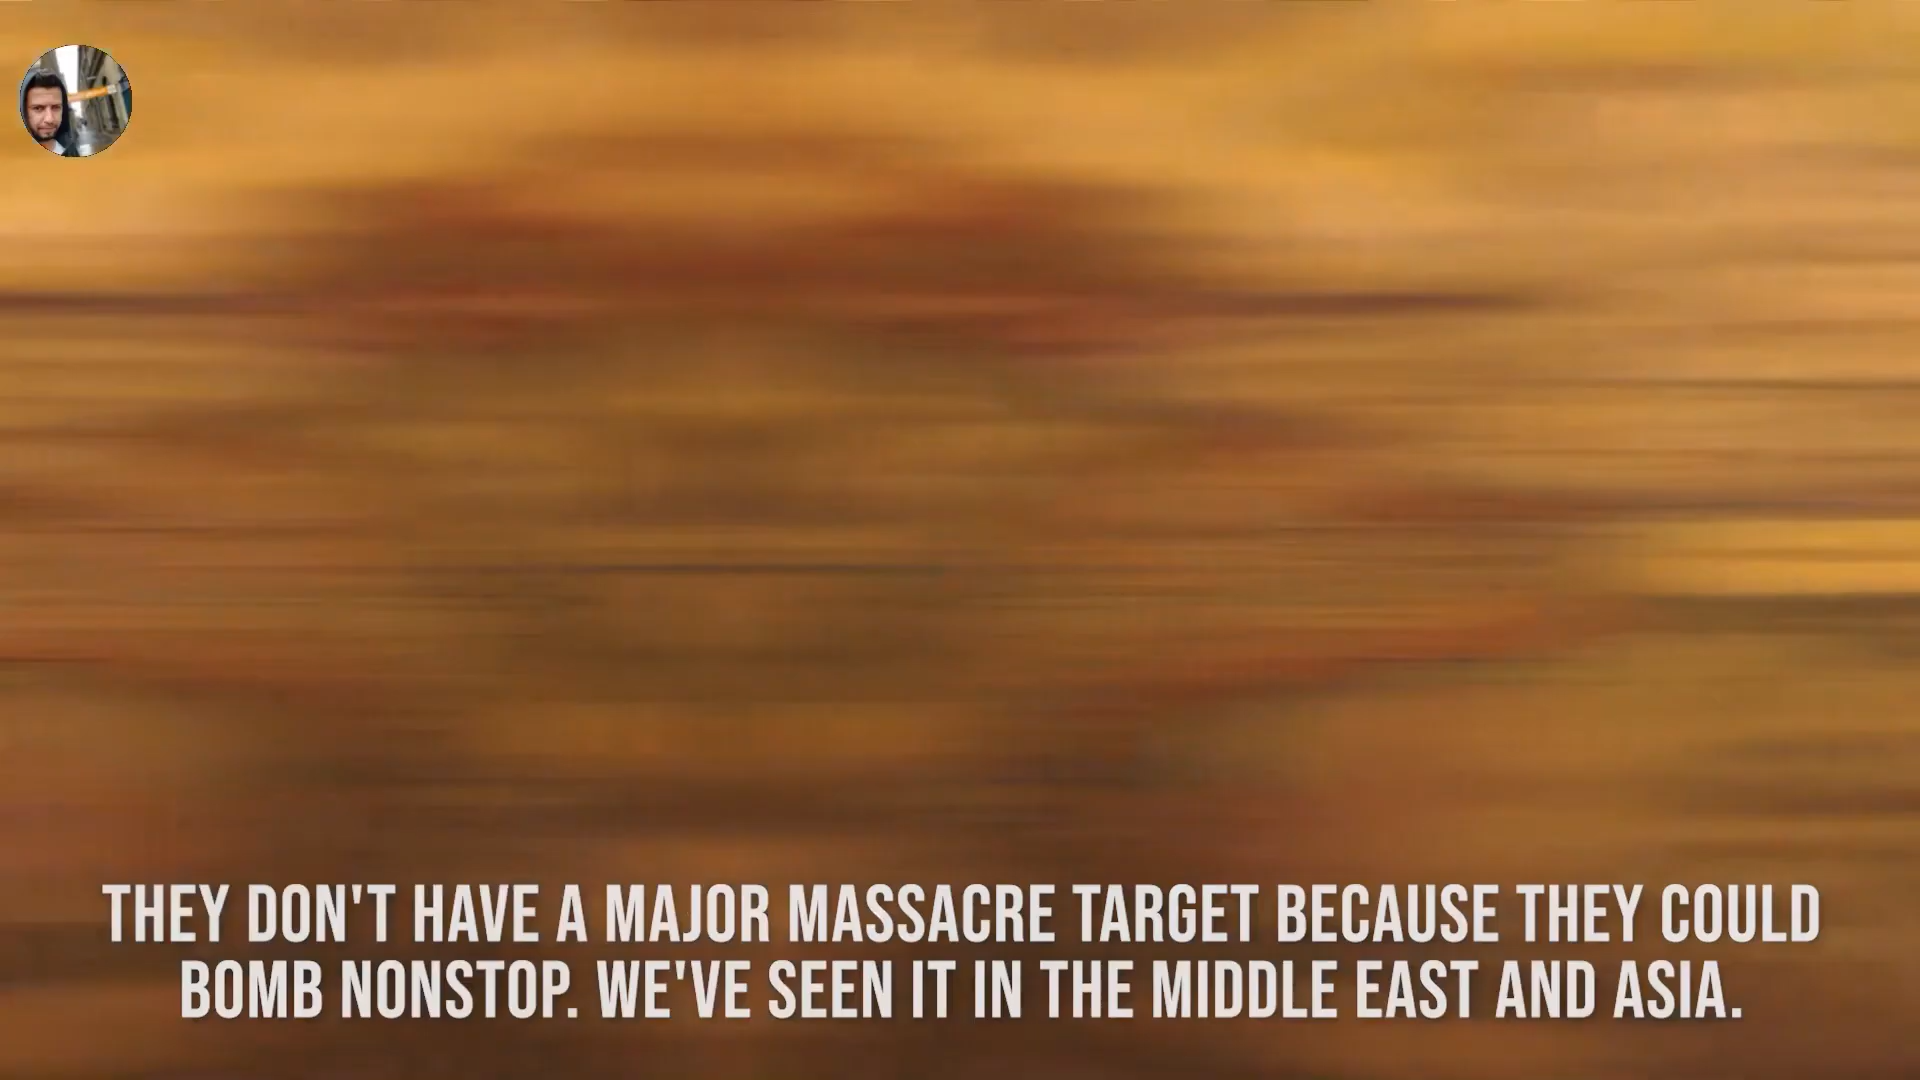 THEY DON'T HAVE A MAJOR MASSACRE TARGET BECAUSE THEY COULD
BOMB NONSTOP. WE'VE SEEN IT IN THE MIDDLE EAST AND ASIA.